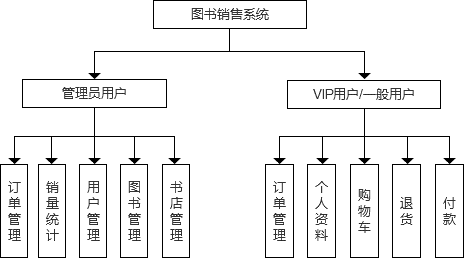 图书销售系统
管理员用户
VIP用户/一般用户
订单管理
销量统计
用户管理
图书管理
书店管理
订单管理
个人资料
购物车
退货
付款